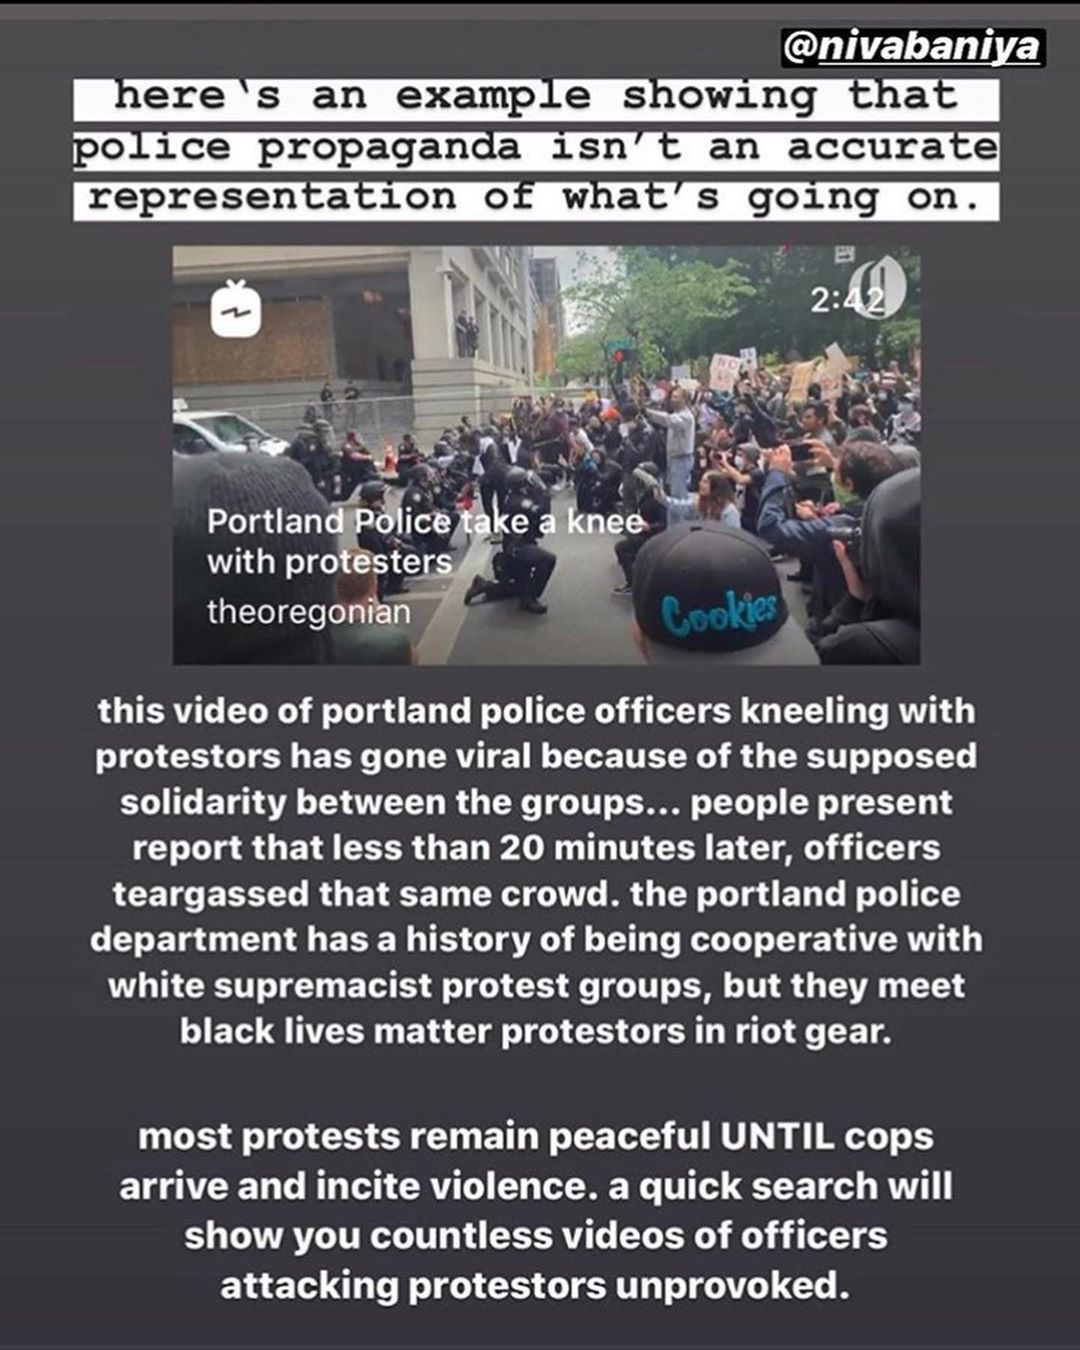 @nivabaniya
here's an example showing that
police propaganda isn't an accurate
representation of what's going on.
2:42
NO
Portland Police take a knee
with protesters
theoregonian
Cookies
this video of portland police officers kneeling with
protestors has gone viral because of the supposed
solidarity between the groups... people present
report that less than 20 minutes later, officers
teargassed that same crowd. the portland police
department has a history of being cooperative with
white supremacist protest groups, but they meet
black lives matter protestors in riot gear.
most protests remain peaceful UNTIL cops
arrive and incite violence. a quick search will
show you countless videos of officers
attacking protestors unprovoked.